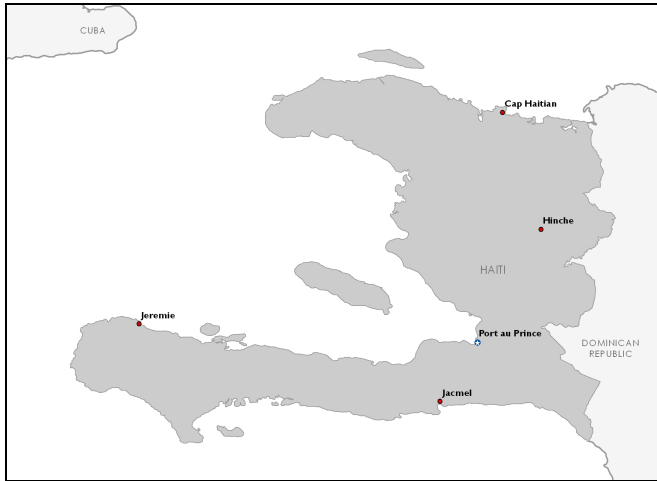 CUBA
Cap Haitian
Hinche
HAITI
Jeremie
Port au Prince
DOMINICAN
REPUBLIC
Jacmel